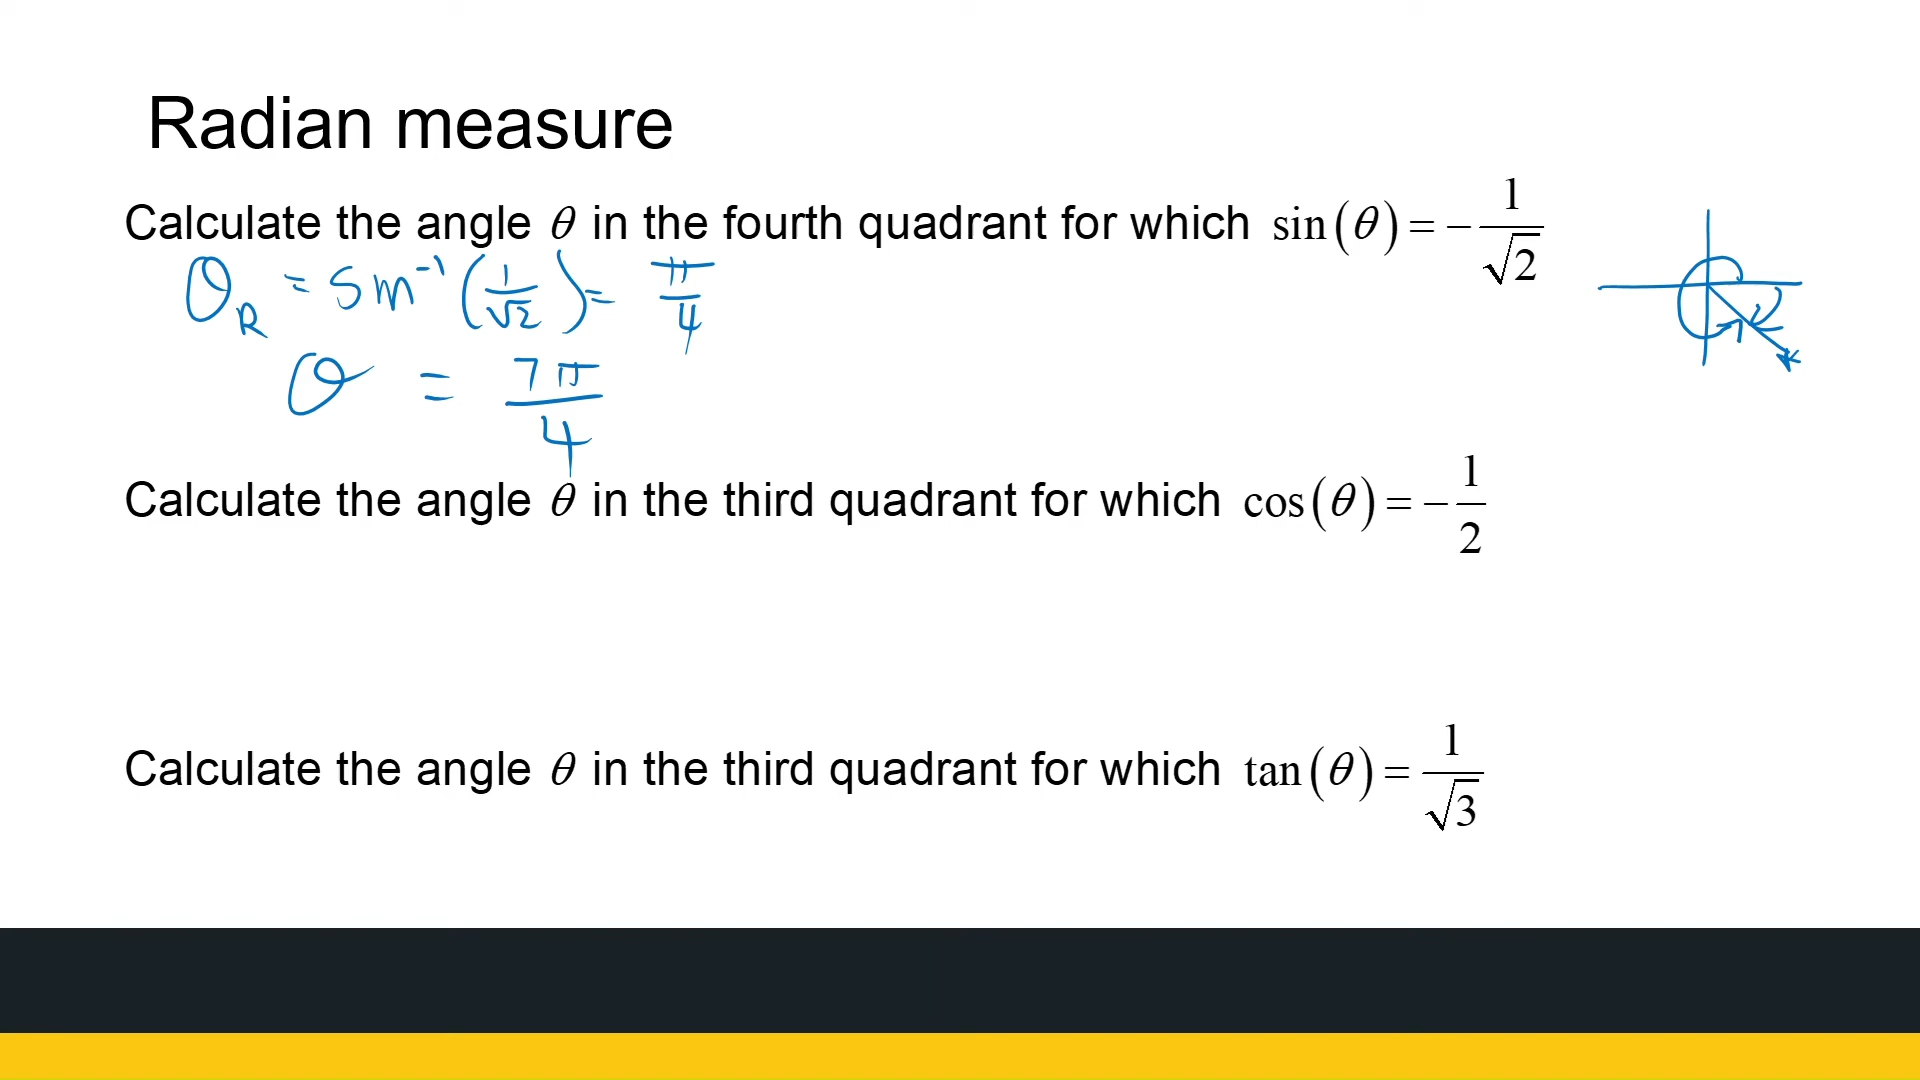 Radian measure
Calculate the angle θ in the fourth quadrant for which sin(θ) = -1/√2
θ_R = sin⁻¹(1/√2) = π/4
θ = 7π/4
Calculate the angle θ in the third quadrant for which cos(θ) = -1/2
Calculate the angle θ in the third quadrant for which tan(θ) = 1/√3